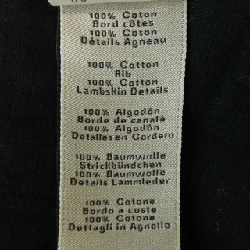 100% Coton
Bord côtes
100% Coton
Détails Agneau
100% Cotton
Rib
100% Cotton
Lambskin Details
100% Algodón
Borde de canalé
100% Algodón
Detalles en Cordero
100% Baumwolle
Strickbündchen
100% Baumwolle
Details Lammleder
100% Cotone
Bordo a coste
100% Cotone
Dettagli in Agnello